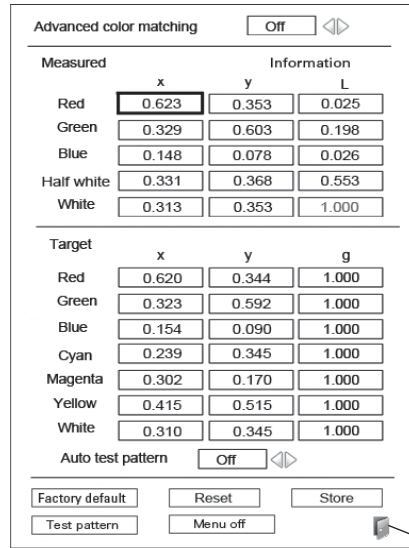 Advanced color matching Off
Measured Information
x y L
Red 0.623 0.353 0.025
Green 0.329 0.603 0.198
Blue 0.148 0.078 0.026
Half white 0.331 0.368 0.553
White 0.313 0.353 1.000
Target
x y g
Red 0.620 0.344 1.000
Green 0.323 0.592 1.000
Blue 0.154 0.090 1.000
Cyan 0.239 0.345 1.000
Magenta 0.302 0.170 1.000
Yellow 0.415 0.515 1.000
White 0.310 0.345 1.000
Auto test pattern Off
Factory default Reset Store
Test pattern Menu off